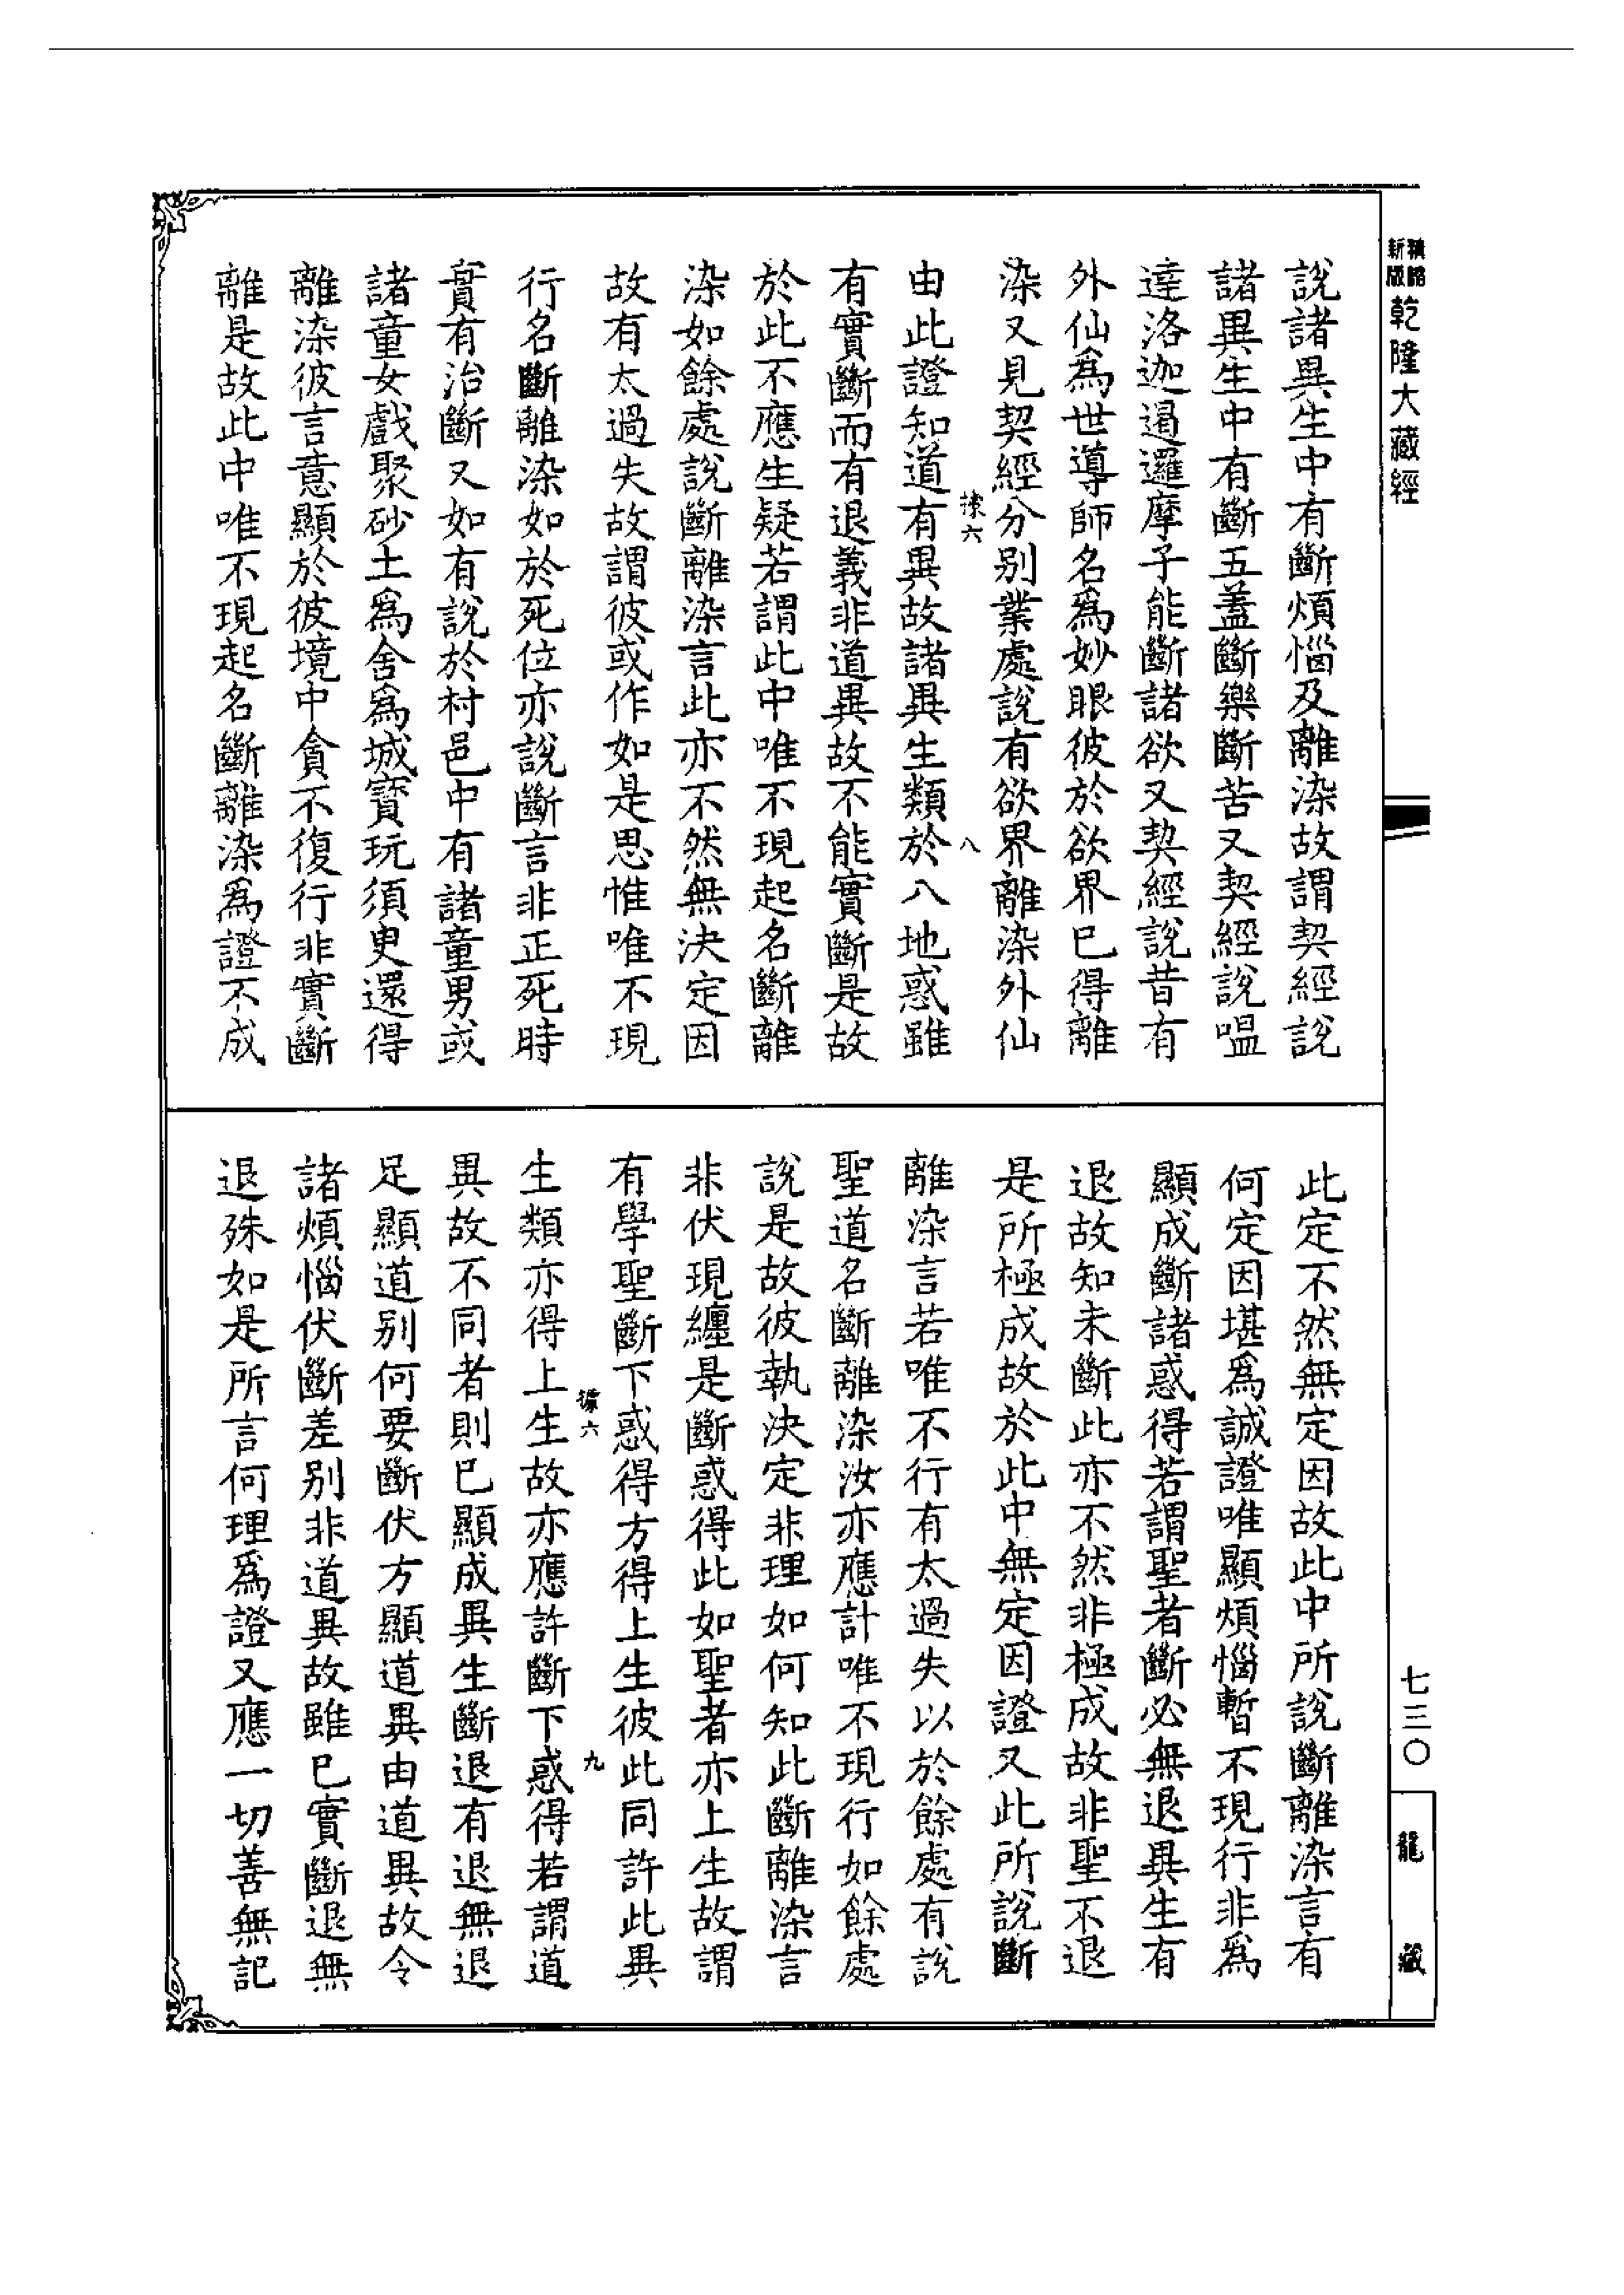 新版
乾隆大藏經
說諸異生中有斷煩惱及離染故謂契經說
諸異生中有斷五蓋斷樂斷苦又契經說嗢
達洛迦遏邏摩子能斷諸欲又契經說昔有
外仙爲世導師名爲妙眼彼於欲界已得離
染又見契經分別業處說有欲界離染外仙
八
由此證知道有異故諸異生類於八地惑雖
有實斷而有退義非道異故不能實斷是故
於此不應生疑若謂此中唯不現起名斷離
染如餘處說斷離染言此亦不然無決定因
故有太過失故謂彼或作如是思惟唯不現
行名斷離染如於死位亦說斷言非正死時
實有治斷又如有說於村邑中有諸童男或
諸童女戲聚砂土爲舍爲城寶玩須臾還得
離染彼言意顯於彼境中貪不復行非實斷
離是故此中唯不現起名斷離染爲證不成
此定不然無定因故此中所說斷離染言有
何定因堪爲誠證唯顯煩惱暫不現行非爲
顯成斷諸惑得若謂聖者斷必無退異生有
退故知未斷此亦不然非極成故非聖不退
是所極成故於此中無定因證又此所說斷
離染言若唯不行有太過失以於餘處有說
聖道名斷離染汝亦應計唯不現行如餘處
說是故彼執決定非理如何知此斷離染言
非伏現纏是斷惑得此如聖者亦上生故謂
有學聖斷下惑得方得上生彼此同許此異
九
生類亦得上生故亦應許斷下惑得若謂道
異故不同者則已顯成異生斷退有退無退
足顯道別何要斷伏方顯道異由道異故令
諸煩惱伏斷差別非道異故雖已實斷退無
退殊如是所言何理爲證又應一切善無記
七三〇
龍藏